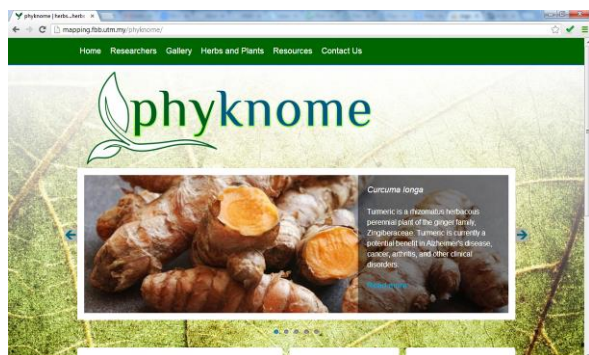 phyknome | herbs...herbs
mapping.fbb.utm.my/phyknome/
Home Researchers Gallery Herbs and Plants Resources Contact Us
phyknome
Curcuma longa
Turmeric is a rhizomatus herbacous
perennial plant of the ginger family,
Zingiberaceae. Turmeric is currently a
potential benefit in Alzheimer's disease,
cancer, arthritis, and other clinical
disorders.